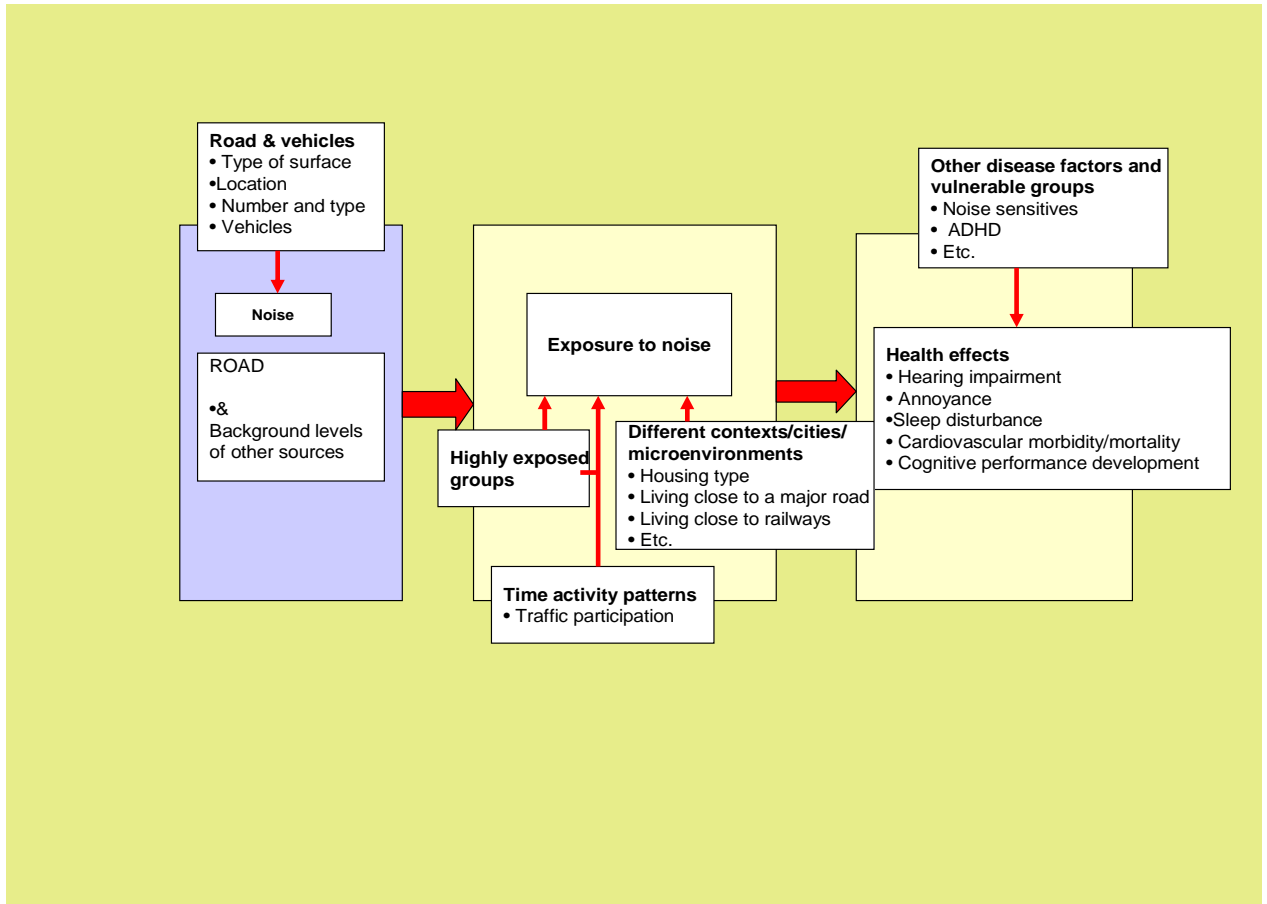 Road & vehicles
• Type of surface
•Location
• Number and type
• Vehicles
Noise
ROAD
•&
Background levels
of other sources
Exposure to noise
Highly exposed
groups
Different contexts/cities/
microenvironments
• Housing type
• Living close to a major road
• Living close to railways
• Etc.
Time activity patterns
• Traffic participation
Other disease factors and
vulnerable groups
• Noise sensitives
• ADHD
• Etc.
Health effects
• Hearing impairment
• Annoyance
•Sleep disturbance
• Cardiovascular morbidity/mortality
• Cognitive performance development